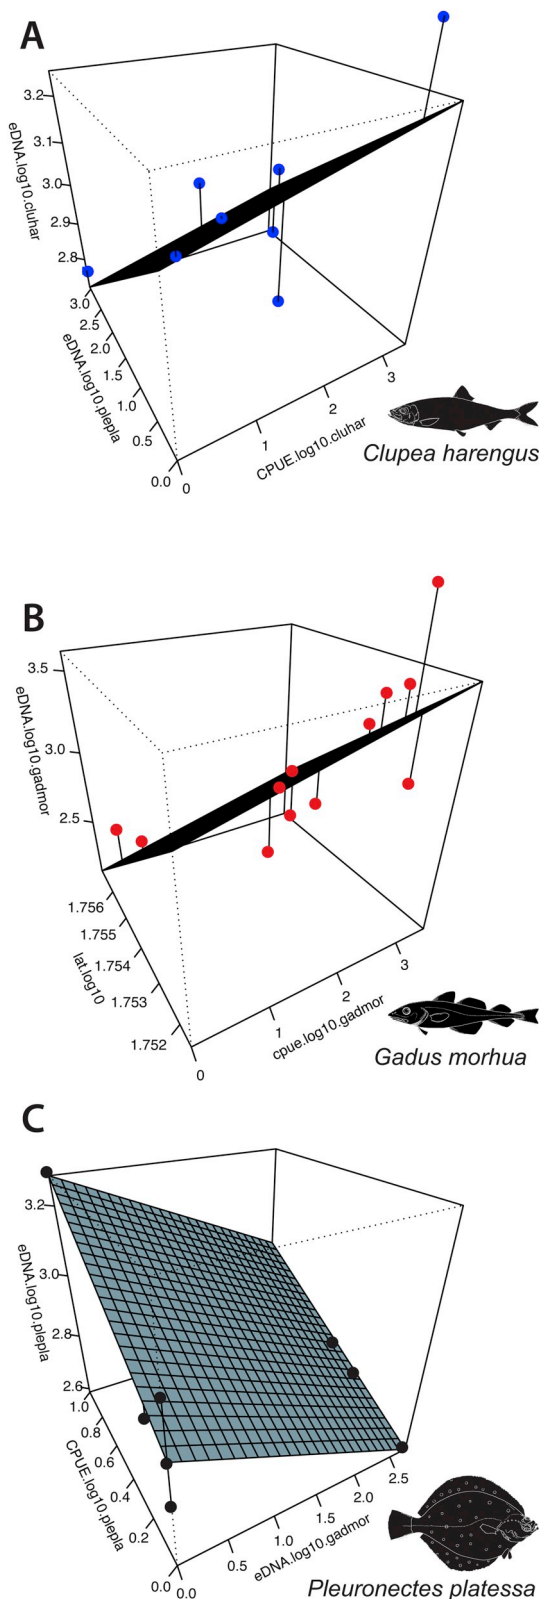 A
3.2
3.1
3.0
2.9
2.8
eDNA.log10.cluhar
3.0
2.5
2.0
1.5
1.0
0.5
0.0
eDNA.log10.plepla
0
1
2
3
CPUE.log10.cluhar
Clupea harengus
B
3.5
3.0
2.5
eDNA.log10.gadmor
1.756
1.755
1.754
1.753
1.752
lat.log10
0
1
2
3
cpue.log10.gadmor
Gadus morhua
C
3.2
3.0
2.8
2.6
eDNA.log10.plepla
1.0
0.8
0.6
0.4
0.2
0.0
CPUE.log10.plepla
0.0
0.5
1.0
1.5
2.0
2.5
eDNA.log10.gadmor
Pleuronectes platessa